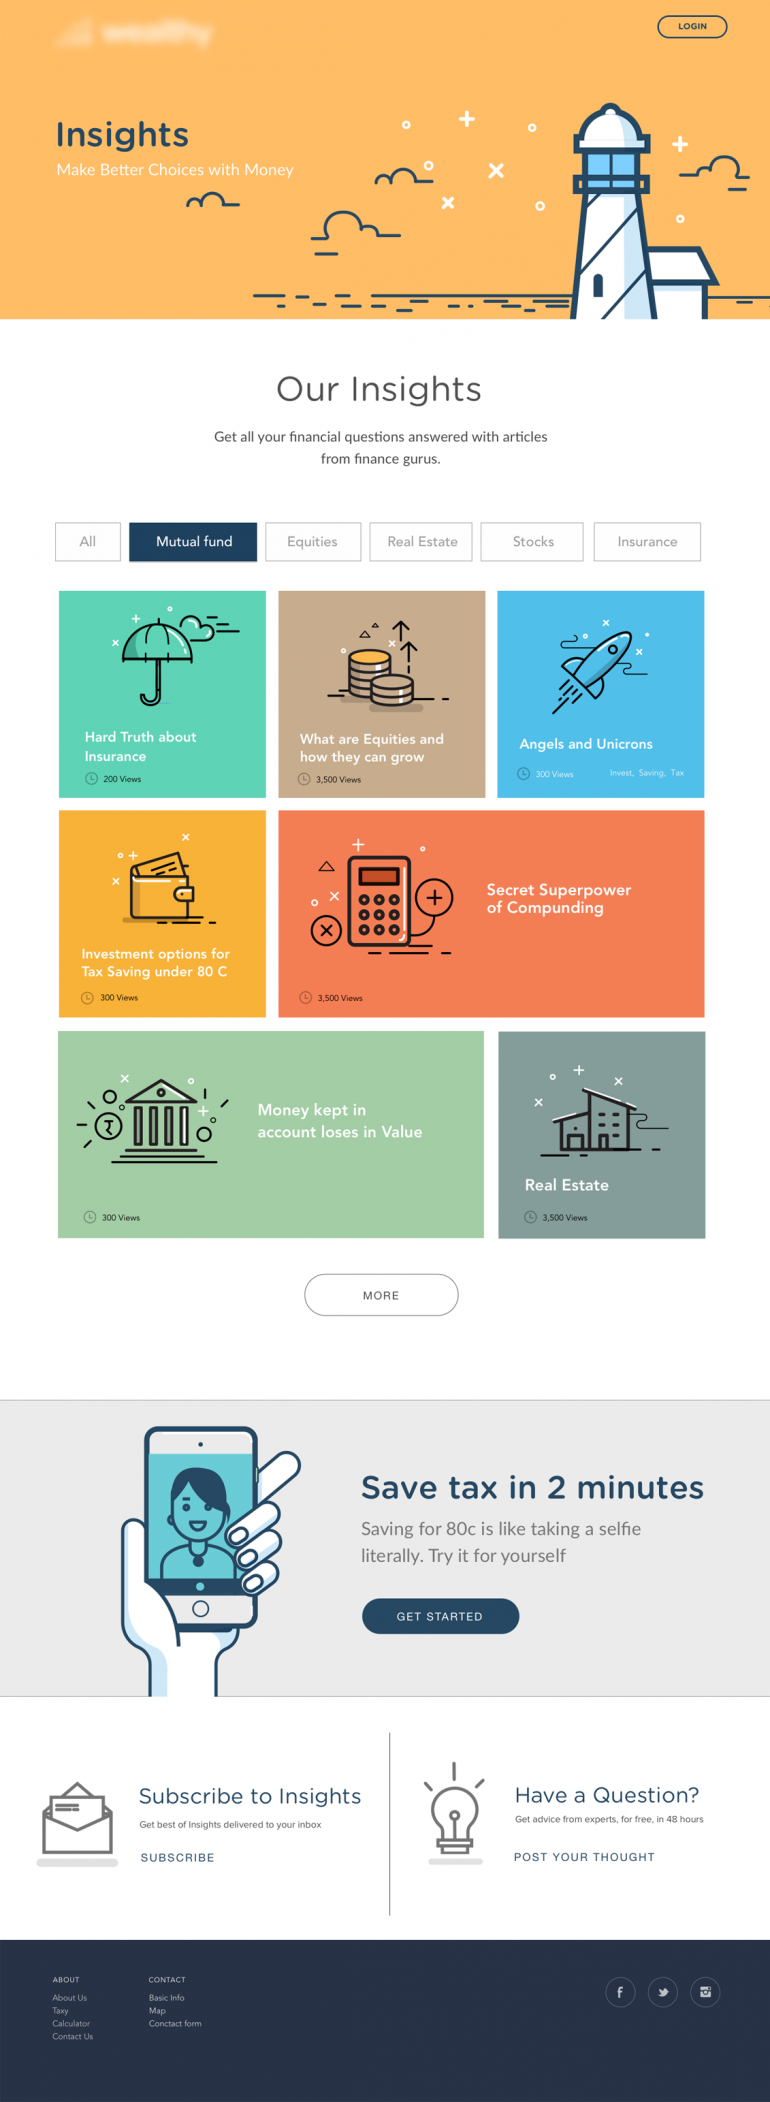 wealthy
LOGIN
Insights
Make Better Choices with Money
Our Insights
Get all your financial questions answered with articles
from finance gurus.
All
Mutual fund
Equities
Real Estate
Stocks
Insurance
Hard Truth about
Insurance
200 Views
What are Equities and
how they can grow
3,500 Views
Angels and Unicrons
300 Views
Invest, Saving, Tax
Investment options for
Tax Saving under 80 C
300 Views
Secret Superpower
of Compunding
3,500 Views
₹
Money kept in
account loses in Value
300 Views
Real Estate
3,500 Views
MORE
Save tax in 2 minutes
Saving for 80c is like taking a selfie
literally. Try it for yourself
GET STARTED
Subscribe to Insights
Get best of Insights delivered to your inbox
SUBSCRIBE
Have a Question?
Get advice from experts, for free, in 48 hours
POST YOUR THOUGHT
ABOUT
About Us
Taxy
Calculator
Contact Us
CONTACT
Basic Info
Map
Conctact form